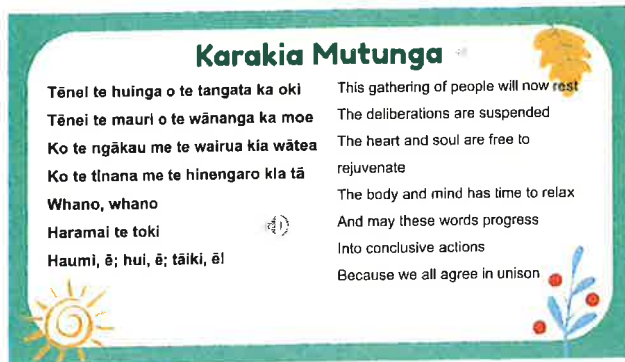 Karakia Mutunga
Tēnei te huinga o te tangata ka oki
Tēnei te mauri o te wānanga ka moe
Ko te ngākau me te wairua kia wātea
Ko te tinana me te hinengaro kia tā
Whano, whano
Haramai te toki
Haumi, ē; hui, ē; tāiki, ē!
This gathering of people will now rest
The deliberations are suspended
The heart and soul are free to
rejuvenate
The body and mind has time to relax
And may these words progress
Into conclusive actions
Because we all agree in unison